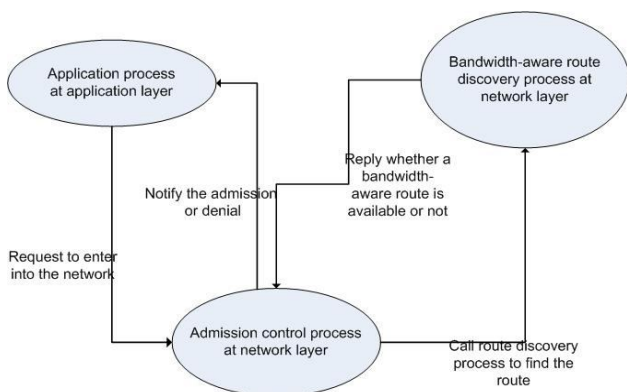 Application process
at application layer
Bandwidth-aware route
discovery process at
network layer
Reply whether a
bandwidth-
aware route is
available or not
Notify the admission
or denial
Request to enter
into the network
Admission control process
at network layer
Call route discovery
process to find the
route